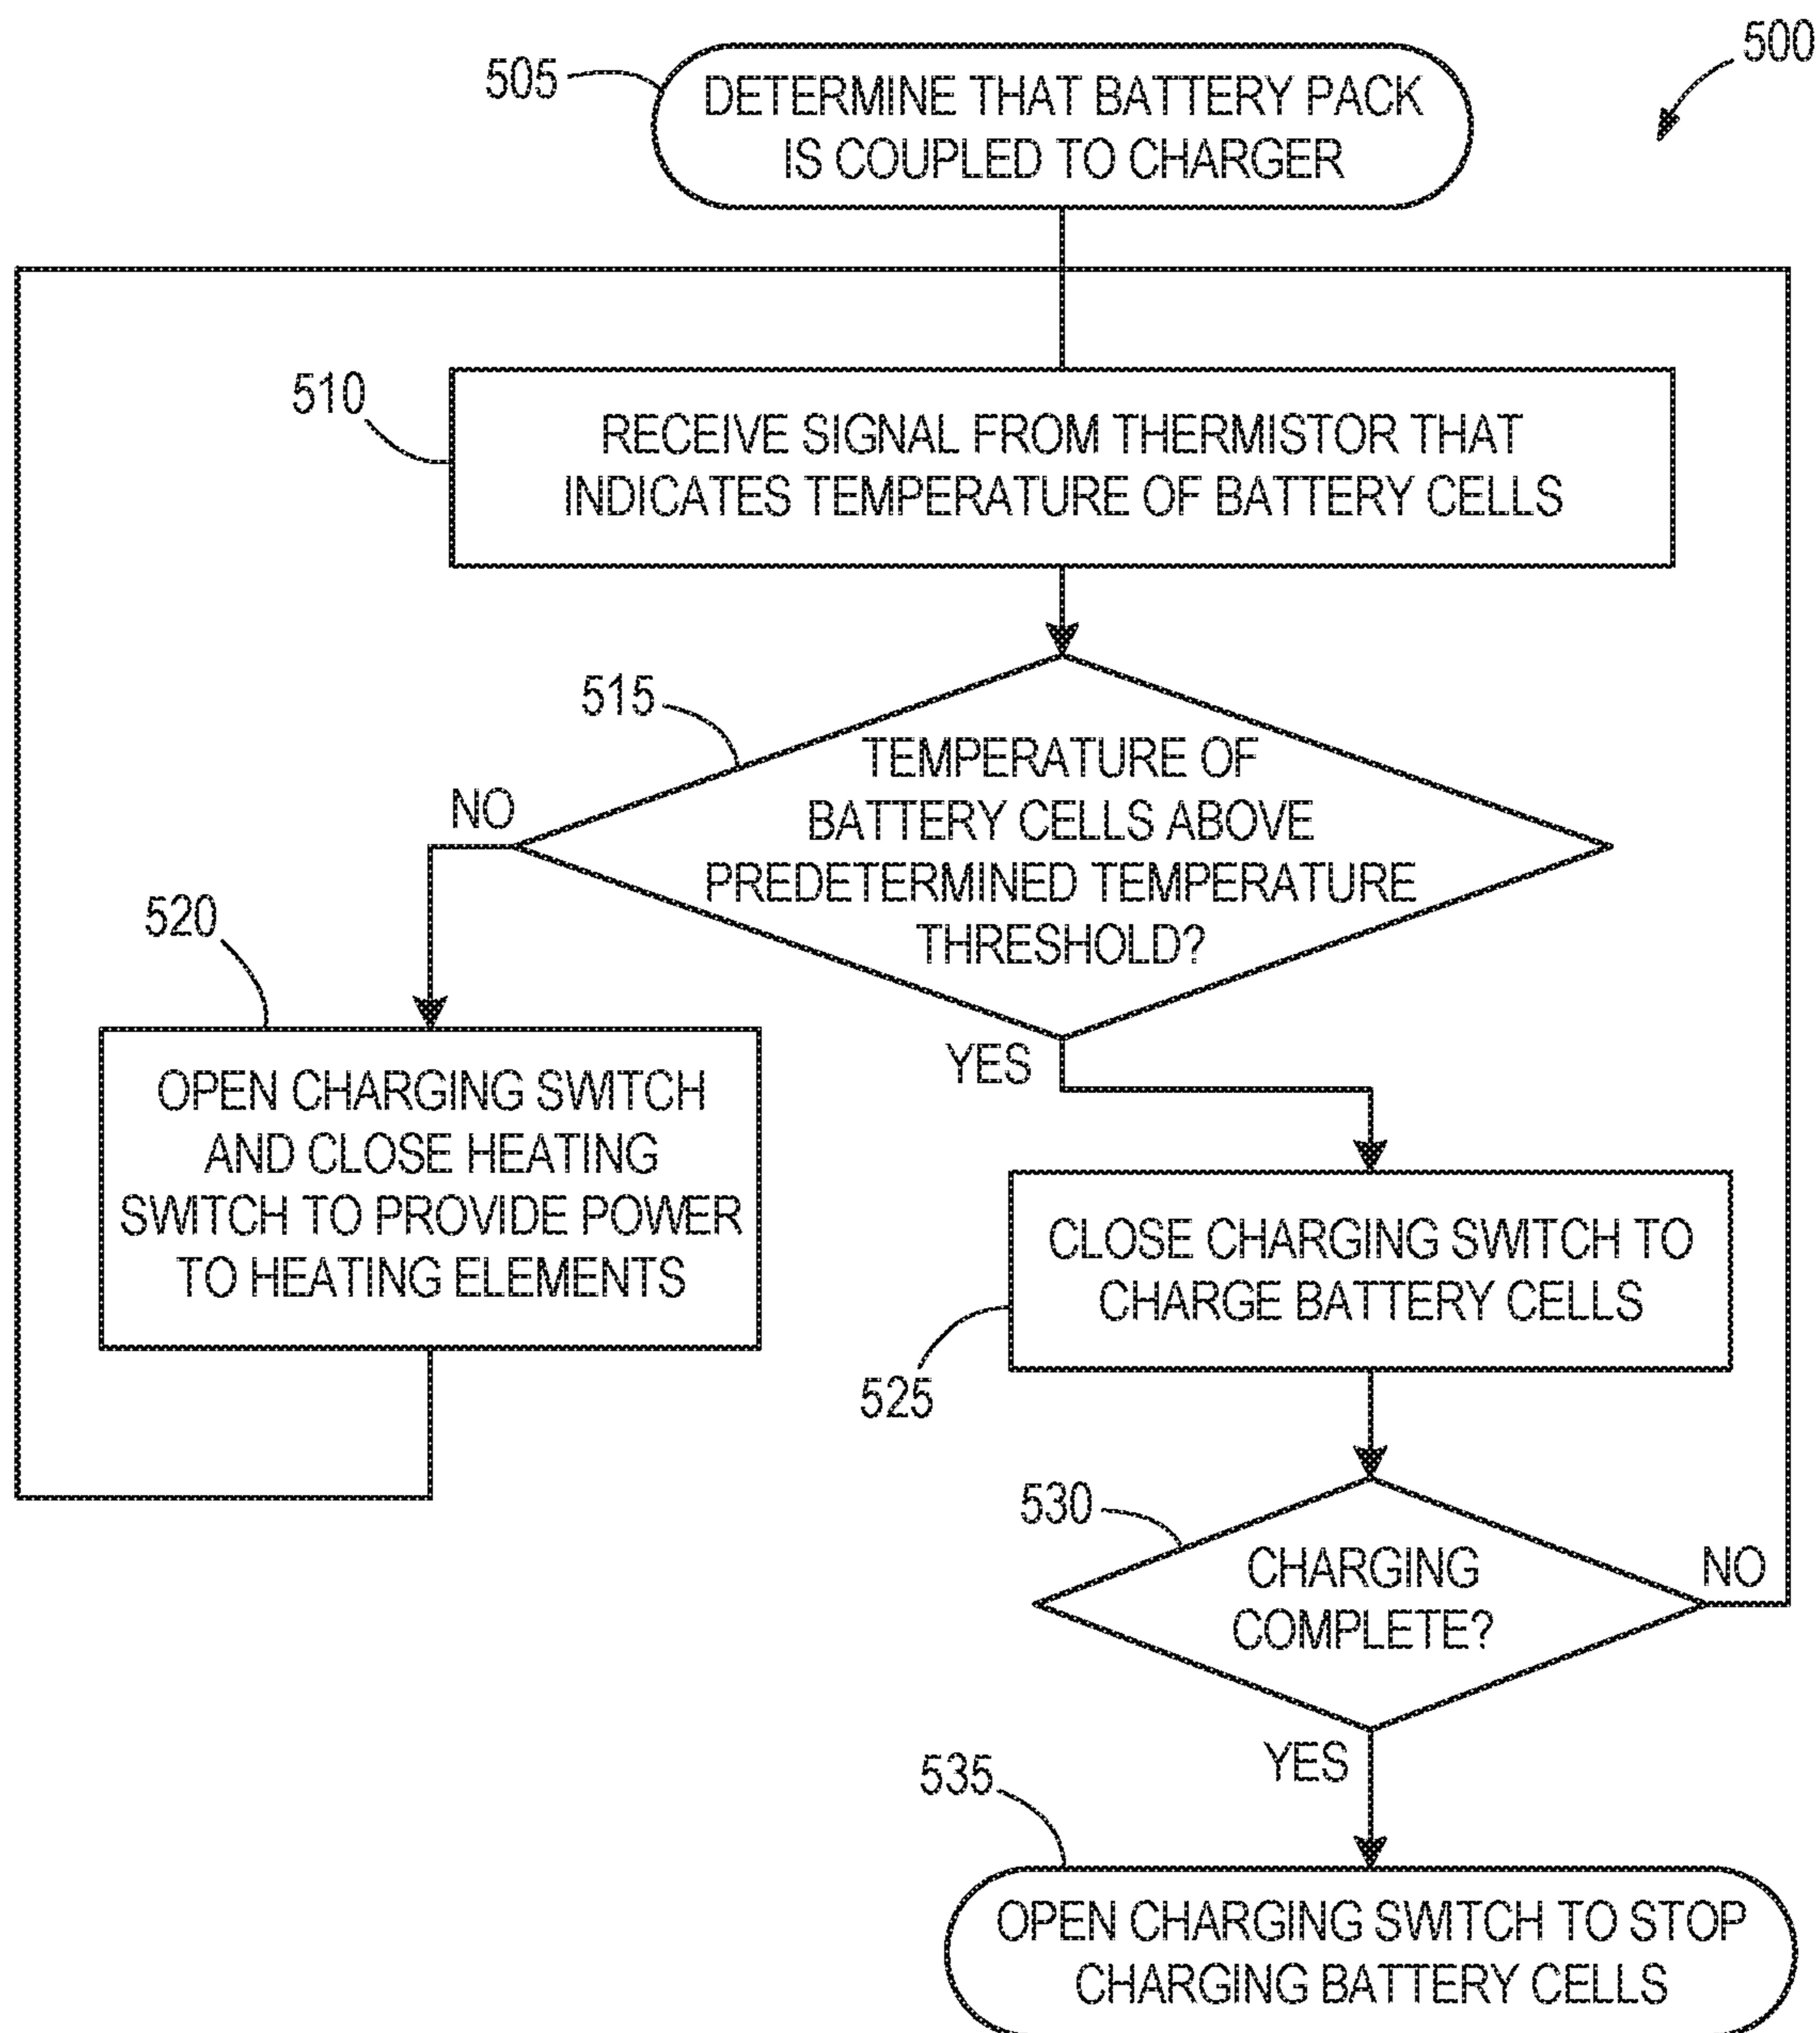 500
505
DETERMINE THAT BATTERY PACK
IS COUPLED TO CHARGER
510
RECEIVE SIGNAL FROM THERMISTOR THAT
INDICATES TEMPERATURE OF BATTERY CELLS
515
TEMPERATURE OF
BATTERY CELLS ABOVE
PREDETERMINED TEMPERATURE
THRESHOLD?
NO
YES
520
OPEN CHARGING SWITCH
AND CLOSE HEATING
SWITCH TO PROVIDE POWER
TO HEATING ELEMENTS
CLOSE CHARGING SWITCH TO
CHARGE BATTERY CELLS
525
530
CHARGING
COMPLETE?
NO
YES
535
OPEN CHARGING SWITCH TO STOP
CHARGING BATTERY CELLS